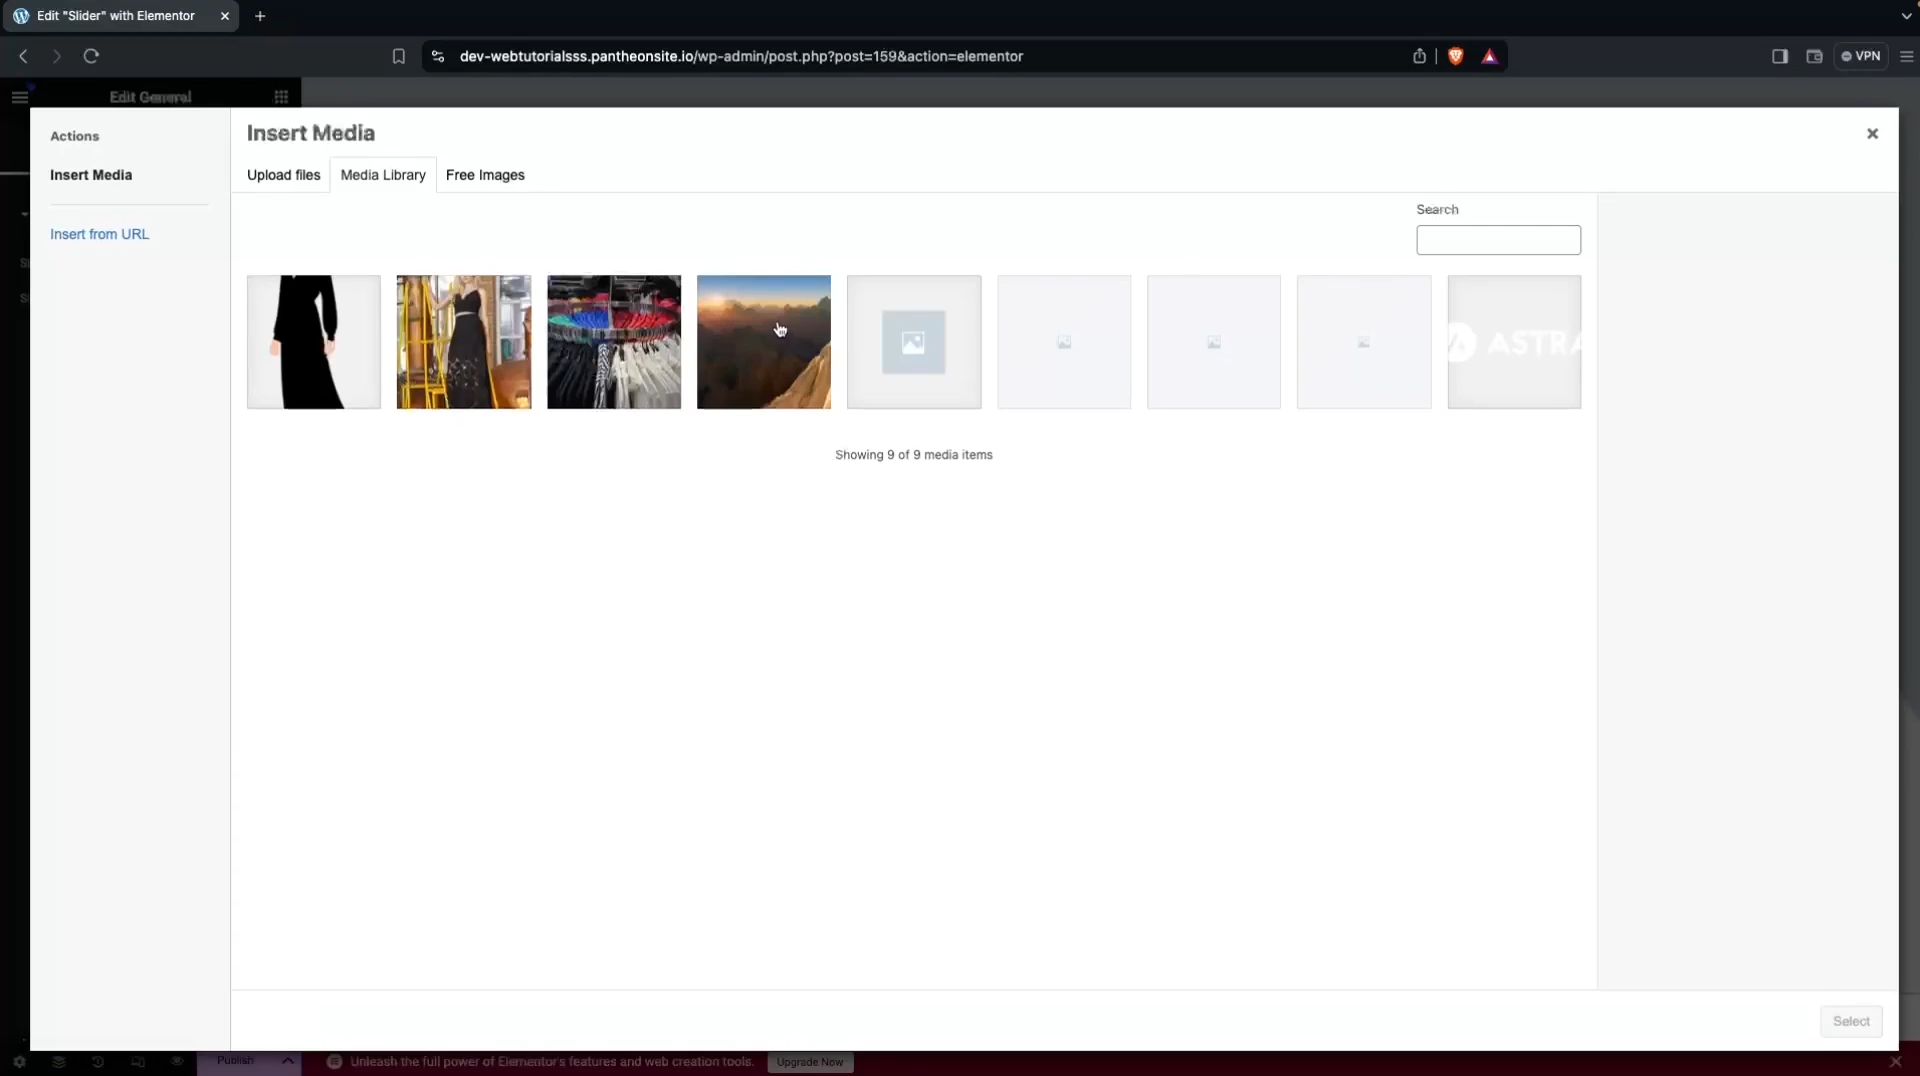 Edit "Slider" with Elementor
dev-webtutorialsss.pantheonsite.io/wp-admin/post.php?post=159&action=elementor
VPN
Edit General
Actions
Insert Media
Insert from URL
Insert Media
Upload files
Media Library
Free Images
Search
ASTRA
Showing 9 of 9 media items
Select
Publish
Unleash the full power of Elementor's features and web creation tools.
Upgrade Now